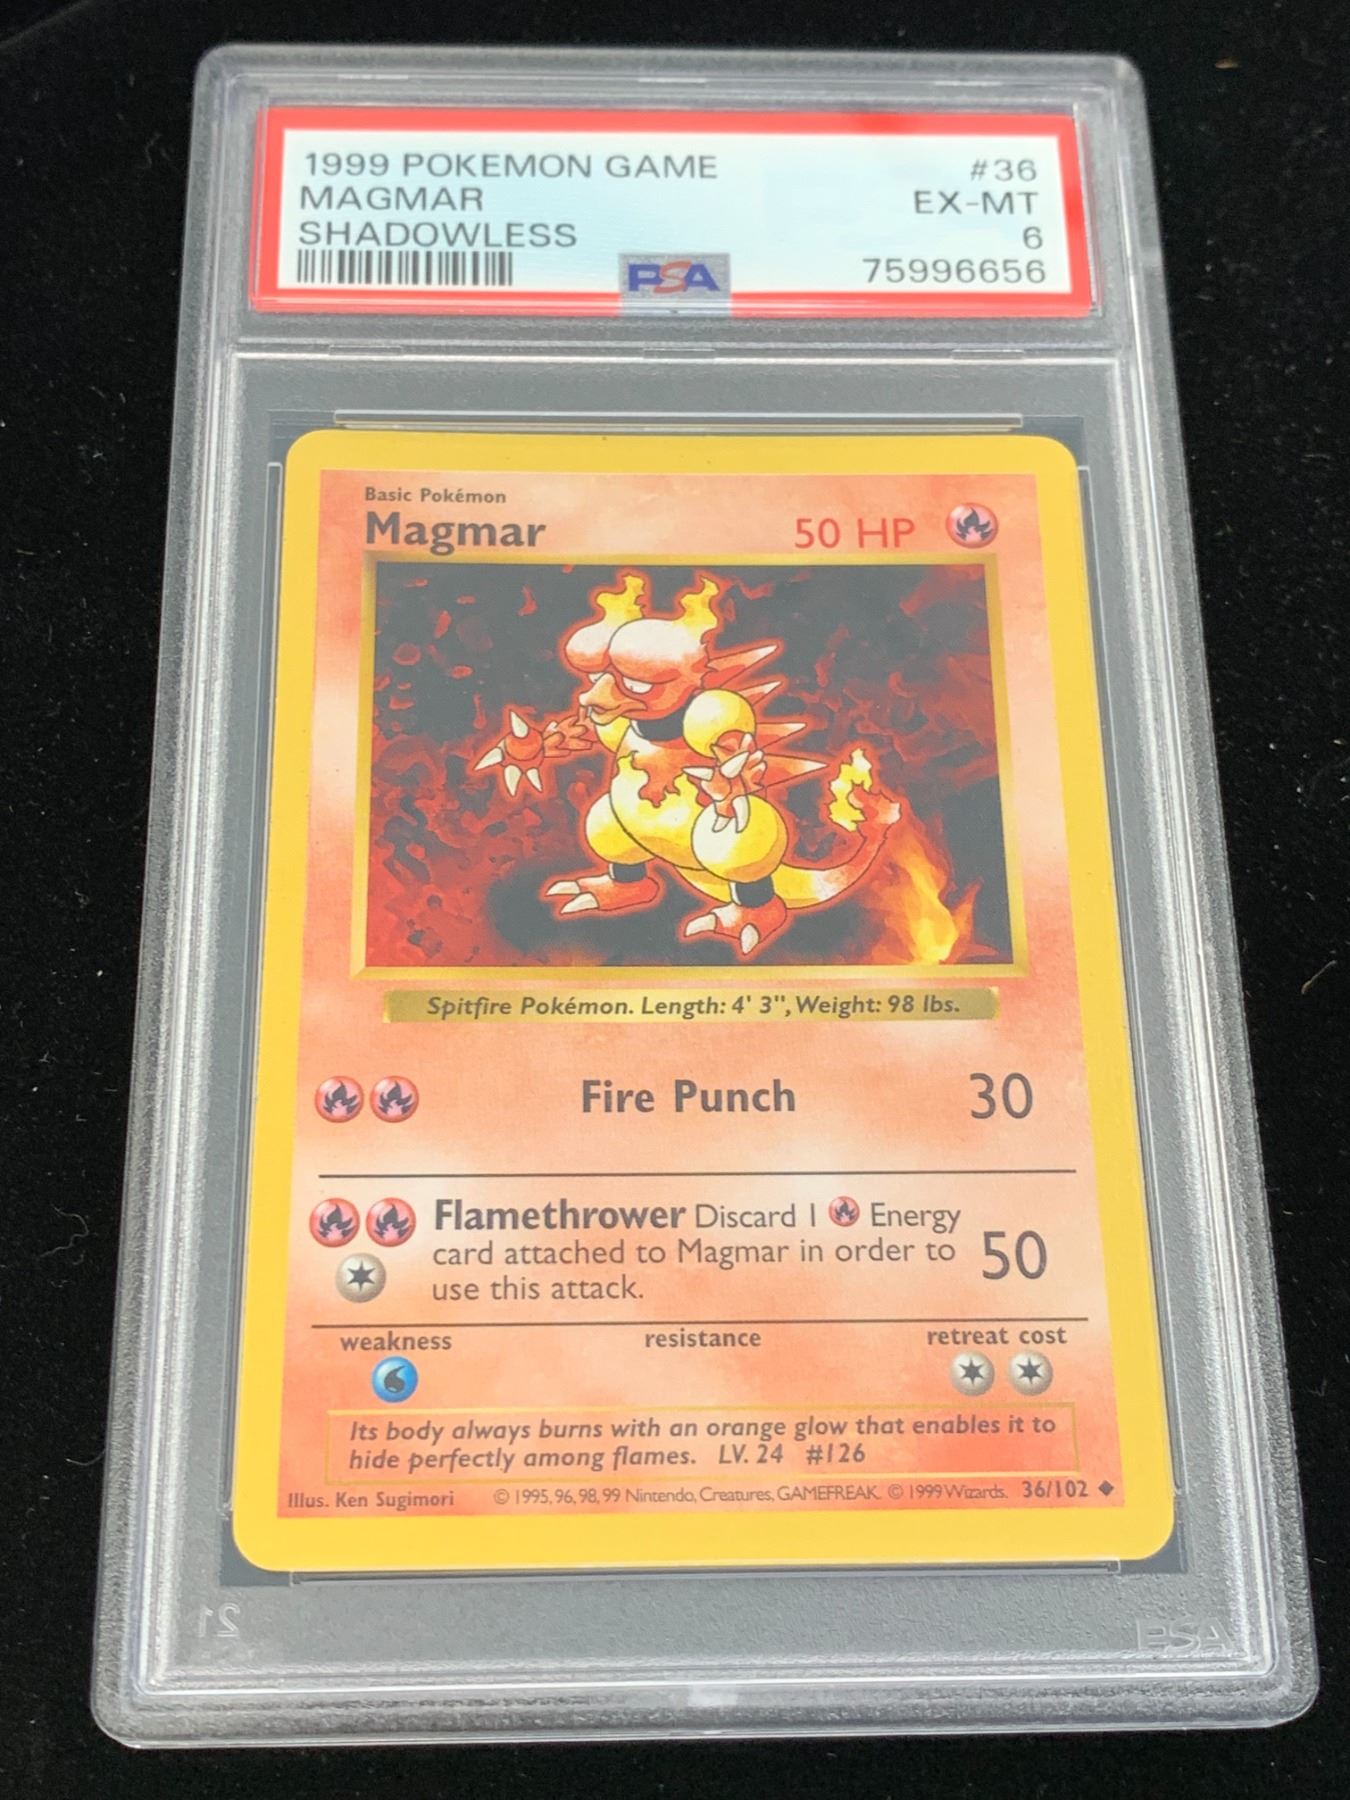 1999 POKEMON GAME #36
MAGMAR EX-MT
SHADOWLESS 6
PSA 75996656
Basic Pokémon
Magmar 50 HP
Spitfire Pokémon. Length: 4' 3", Weight: 98 lbs.
Fire Punch 30
Flamethrower Discard 1 Energy
card attached to Magmar in order to
use this attack. 50
weakness resistance retreat cost
Its body always burns with an orange glow that enables it to
hide perfectly among flames. LV. 24 #126
Illus. Ken Sugimori © 1995, 96, 98, 99 Nintendo, Creatures, GAMEFREAK. © 1999 Wizards. 36/102
21 PSA